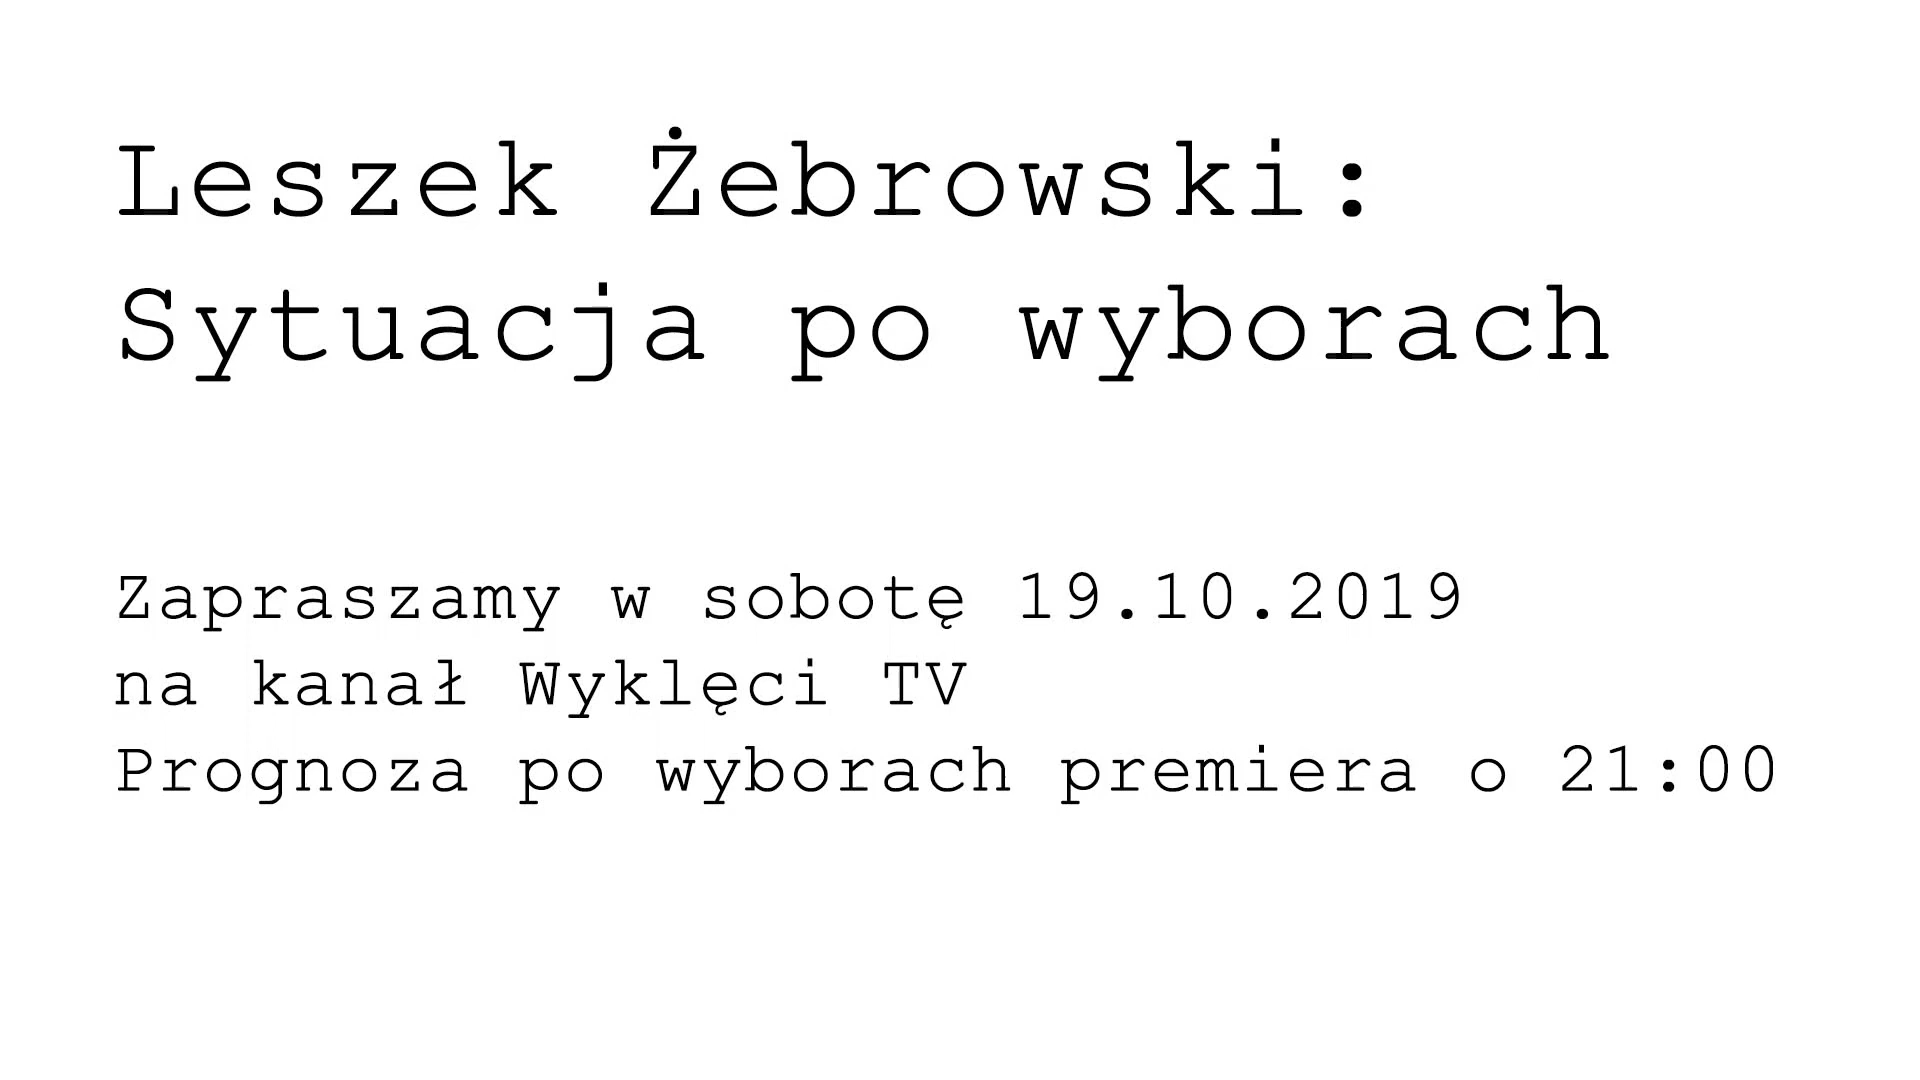 Leszek Żebrowski:
Sytuacja po wyborach
Zapraszamy w sobotę 19.10.2019
na kanał Wyklęci TV
Prognoza po wyborach premiera o 21:00